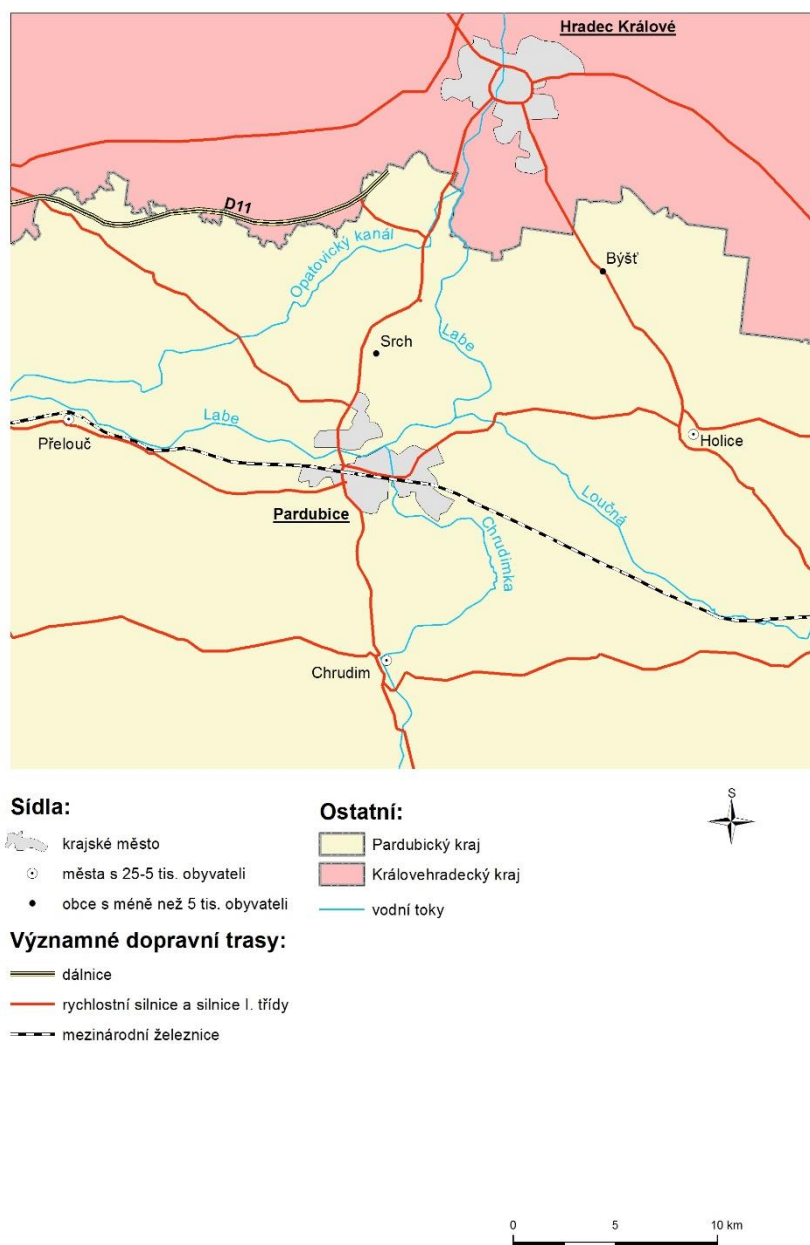 Hradec Králové
D11
Opatovický kanál
Býšť
Labe
Srch
Labe
Přelouč
Holice
Loučná
Pardubice
Chrudimka
Chrudim
Sídla:
krajské město
města s 25-5 tis. obyvateli
obce s méně než 5 tis. obyvateli
Významné dopravní trasy:
dálnice
rychlostní silnice a silnice I. třídy
mezinárodní železnice
Ostatní:
Pardubický kraj
Královehradecký kraj
vodní toky
S
0 5 10 km